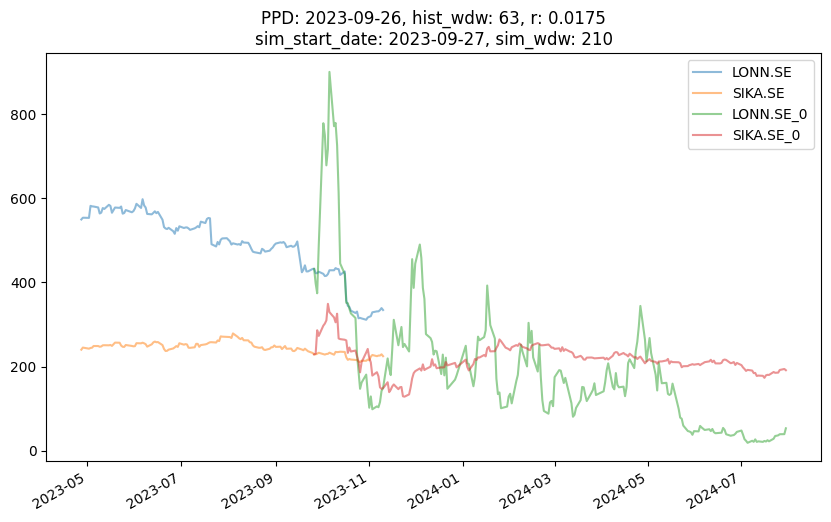 PPD: 2023-09-26, hist_wdw: 63, r: 0.0175
sim_start_date: 2023-09-27, sim_wdw: 210
LONN.SE
SIKA.SE
LONN.SE_0
SIKA.SE_0
800
600
400
200
0
2023-05
2023-07
2023-09
2023-11
2024-01
2024-03
2024-05
2024-07